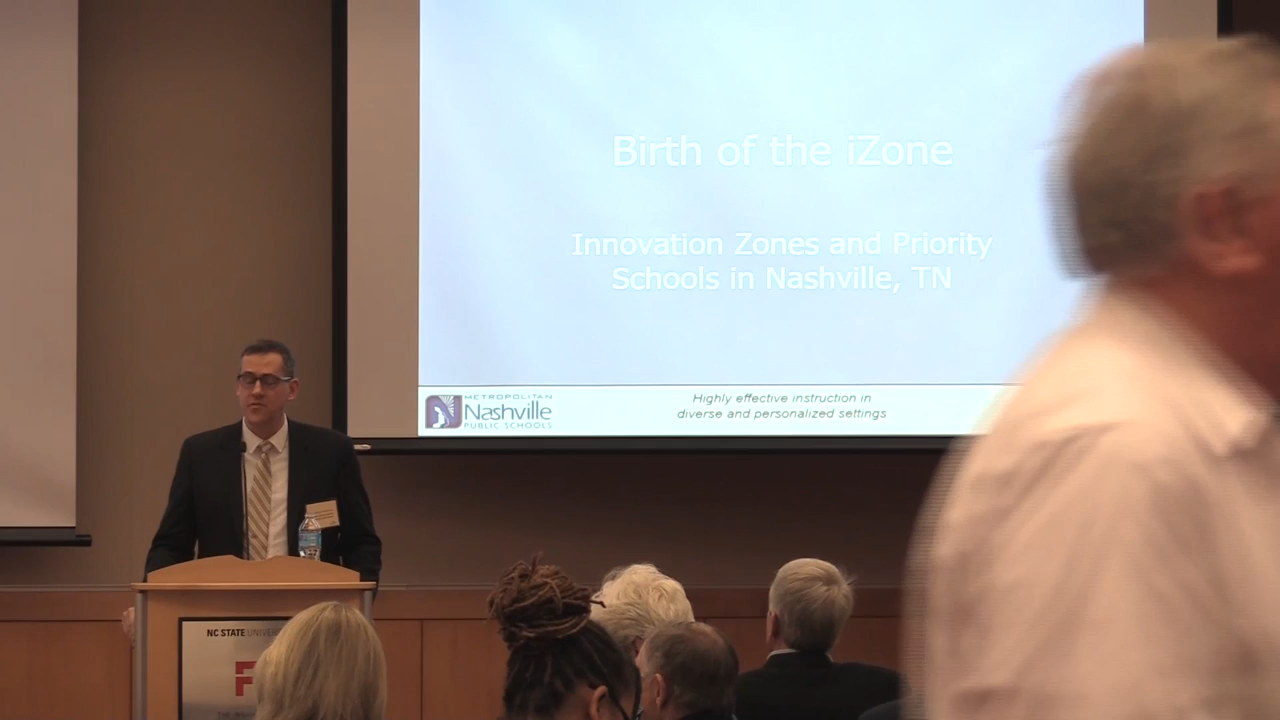 Birth of the iZone
Innovation Zones and Priority
Schools in Nashville, TN
METROPOLITAN
Nashville
PUBLIC SCHOOLS
Highly effective instruction in
diverse and personalized settings
NC STATE